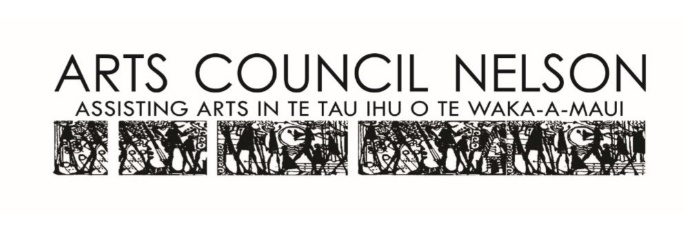 ARTS COUNCIL NELSON
ASSISTING ARTS IN TE TAU IHU O TE WAKA-A-MAUI